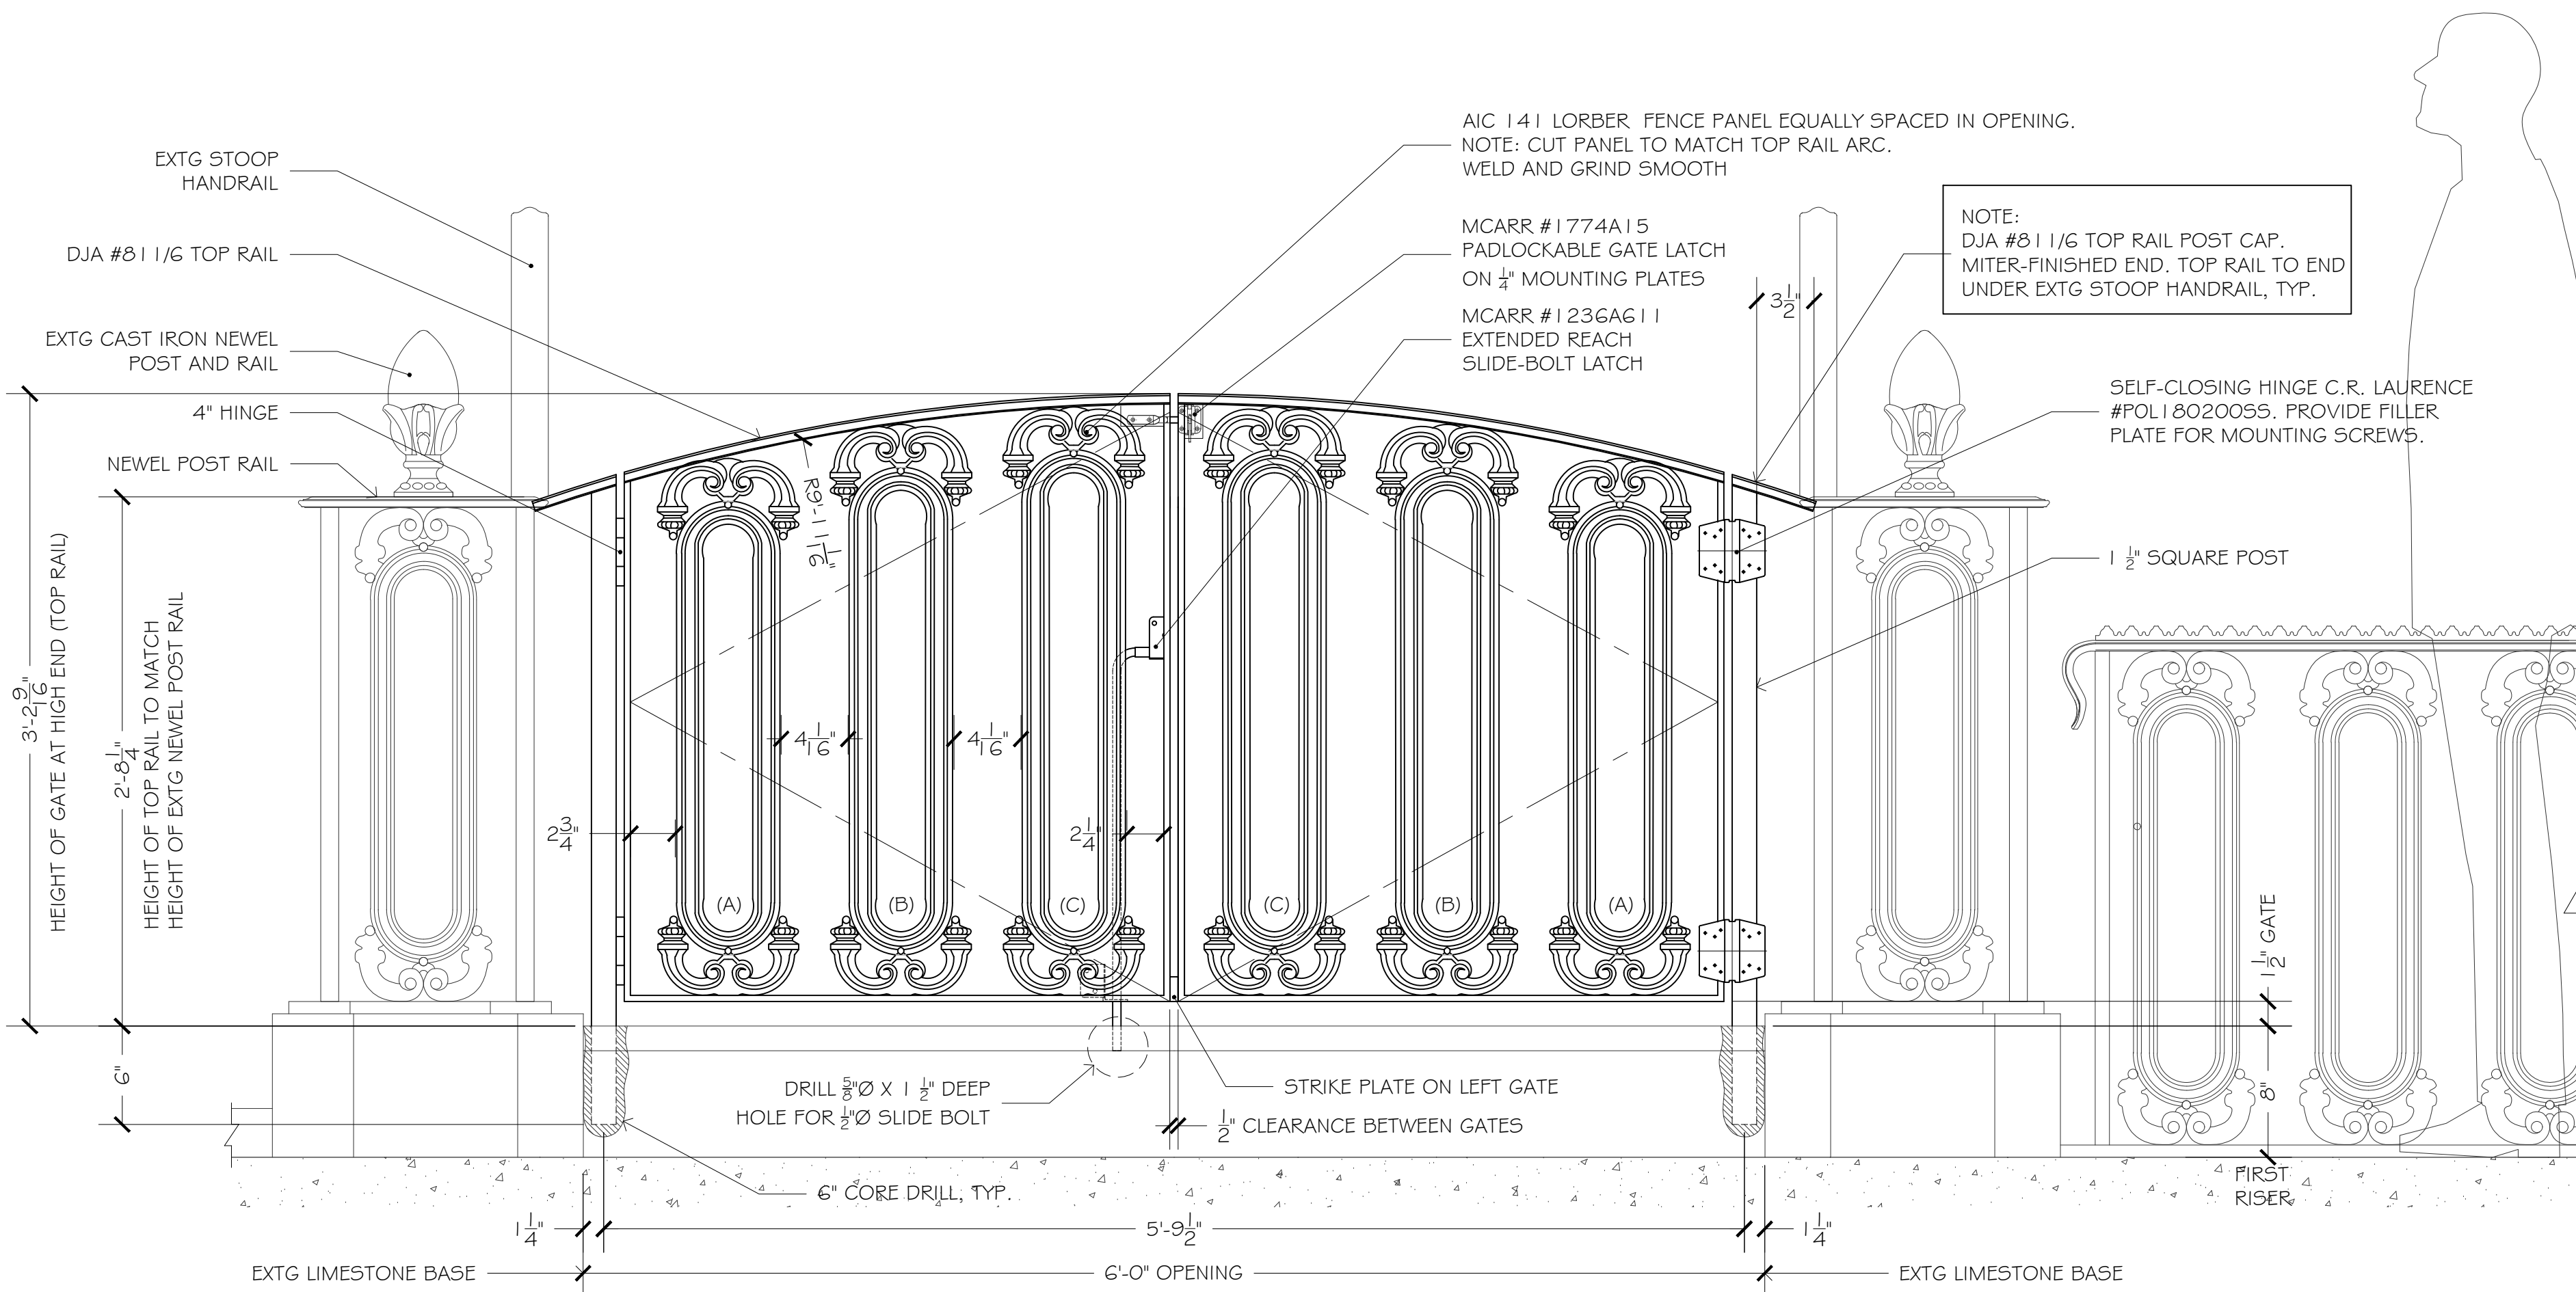 AIC 141 LORBER FENCE PANEL EQUALLY SPACED IN OPENING.
NOTE: CUT PANEL TO MATCH TOP RAIL ARC.
WELD AND GRIND SMOOTH
EXTG STOOP
HANDRAIL
MCARR #1774A15
PADLOCKABLE GATE LATCH
ON 1/4" MOUNTING PLATES
NOTE:
DJA #811/6 TOP RAIL POST CAP.
MITER-FINISHED END. TOP RAIL TO END
UNDER EXTG STOOP HANDRAIL, TYP.
DJA #811/6 TOP RAIL
3 1/2"
MCARR #1236A611
EXTENDED REACH
SLIDE-BOLT LATCH
EXTG CAST IRON NEWEL
POST AND RAIL
4" HINGE
SELF-CLOSING HINGE C.R. LAURENCE
#POL180200SS. PROVIDE FILLER
PLATE FOR MOUNTING SCREWS.
NEWEL POST RAIL
R9'-11 1/2"
1 1/2" SQUARE POST
3'-2 9/16"
HEIGHT OF GATE AT HIGH END (TOP RAIL)
2'-8 1/4"
HEIGHT OF TOP RAIL TO MATCH
HEIGHT OF EXTG NEWEL POST RAIL
4 1/16"
4 1/16"
2 3/4"
2 1/4"
(A)
(B)
(C)
(C)
(B)
(A)
1 1/2" GATE
6"
8"
DRILL 5/8"Ø X 1 1/2" DEEP
HOLE FOR 1/2"Ø SLIDE BOLT
STRIKE PLATE ON LEFT GATE
1/2" CLEARANCE BETWEEN GATES
6" CORE DRILL, TYP.
FIRST
RISER
1 1/4"
5'-9 1/2"
1 1/4"
EXTG LIMESTONE BASE
6'-0" OPENING
EXTG LIMESTONE BASE